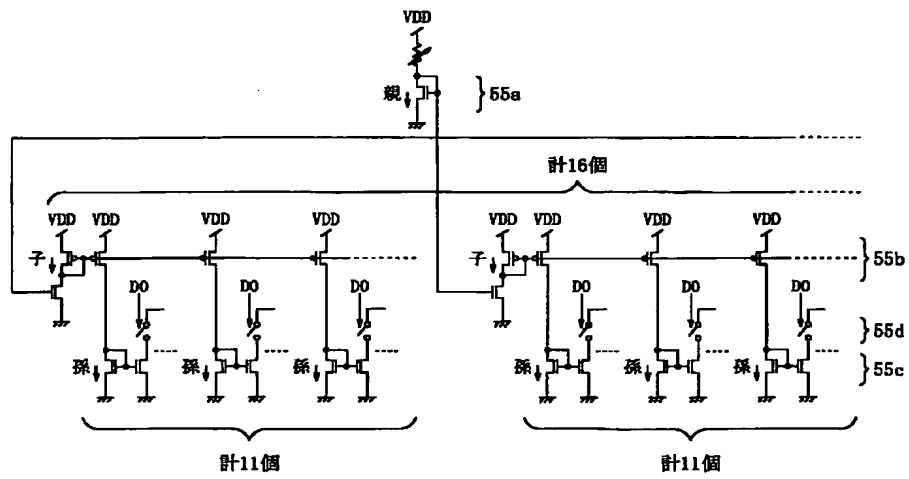 VDD
親
55a
計16個
VDD VDD VDD VDD VDD VDD VDD VDD
子 子 55b
DO DO DO DO DO DO
55d
孫 孫 孫 孫 孫 孫 55c
計11個 計11個